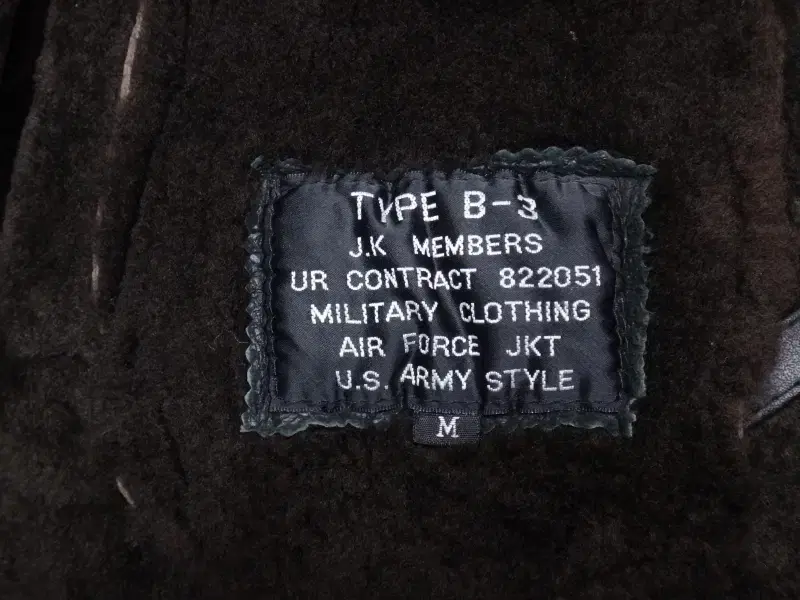 TYPE B-3
J.K MEMBERS
UR CONTRACT 822051
MILITARY CLOTHING
AIR FORCE JKT
U.S. ARMY STYLE
M